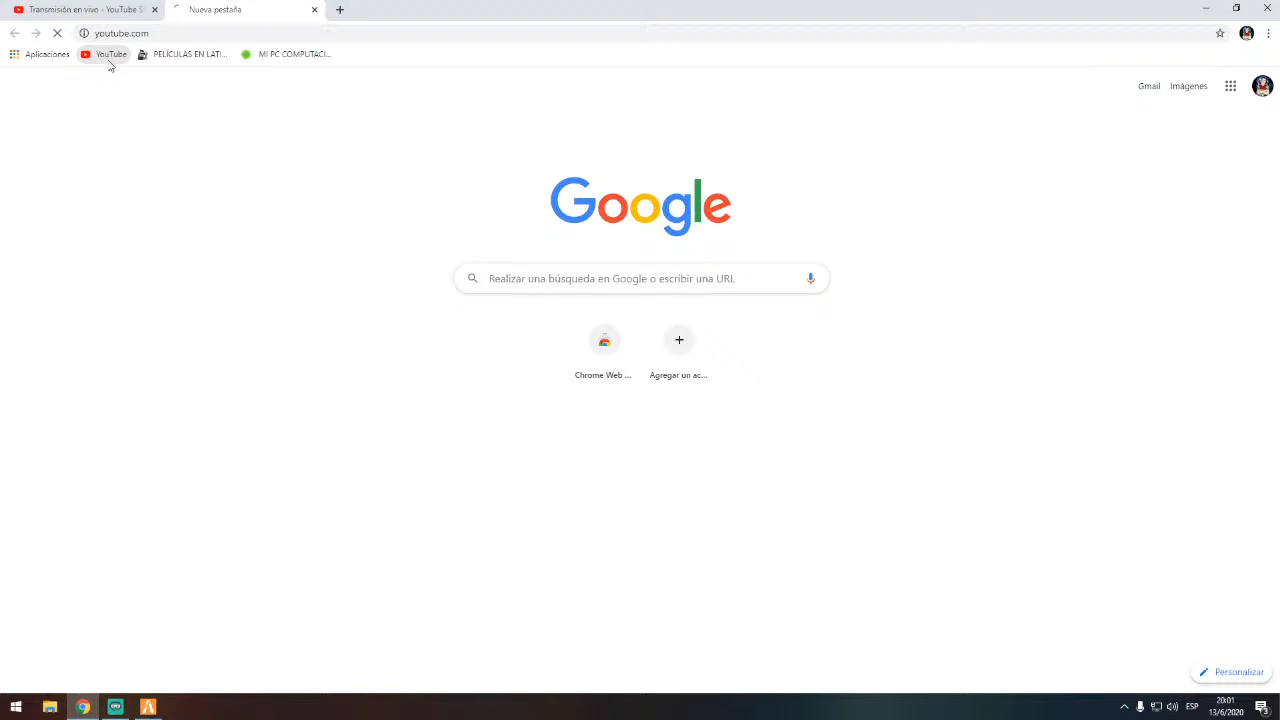 Transmisión en vivo - YouTube S
Nueva pestaña
youtube.com
Aplicaciones
YouTube
PELÍCULAS EN LATI...
MI PC COMPUTACI...
Gmail
Imágenes
Google
Realizar una búsqueda en Google o escribir una URL
Chrome Web ...
Agregar un ac...
Personalizar
ESP
20:01
13/6/2020